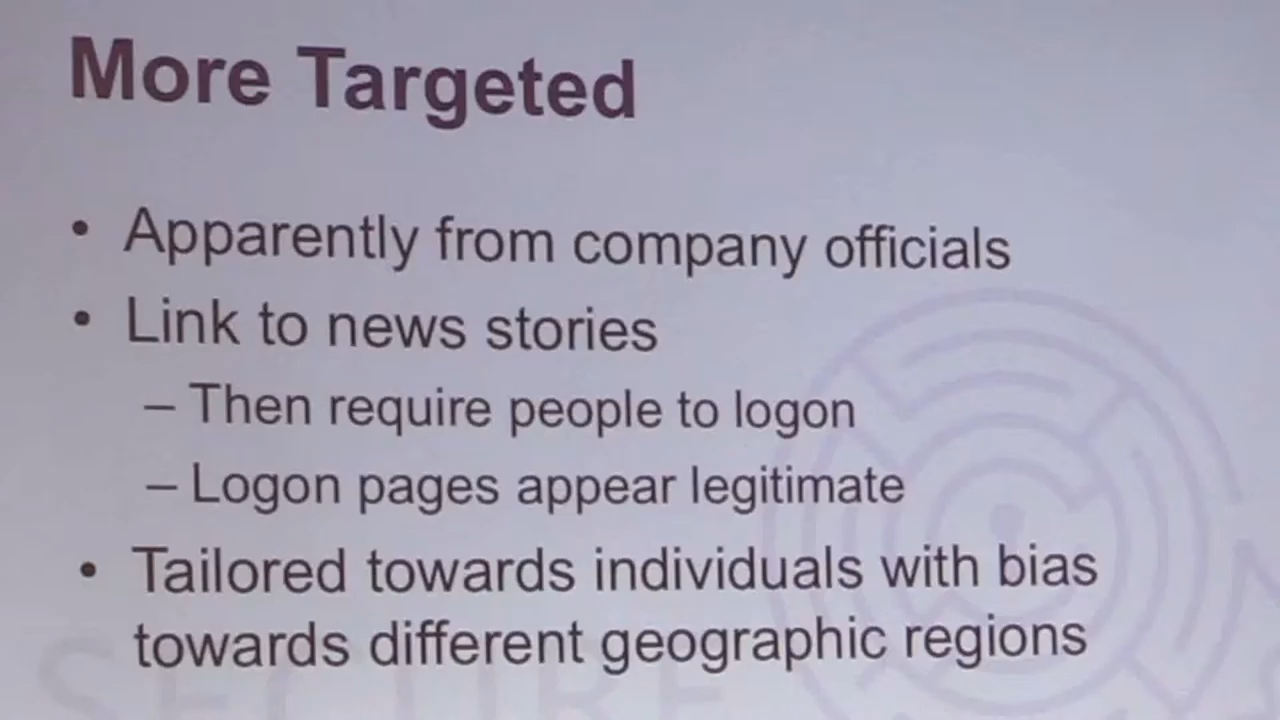 More Targeted
• Apparently from company officials
• Link to news stories
– Then require people to logon
– Logon pages appear legitimate
• Tailored towards individuals with bias
towards different geographic regions
SECURE